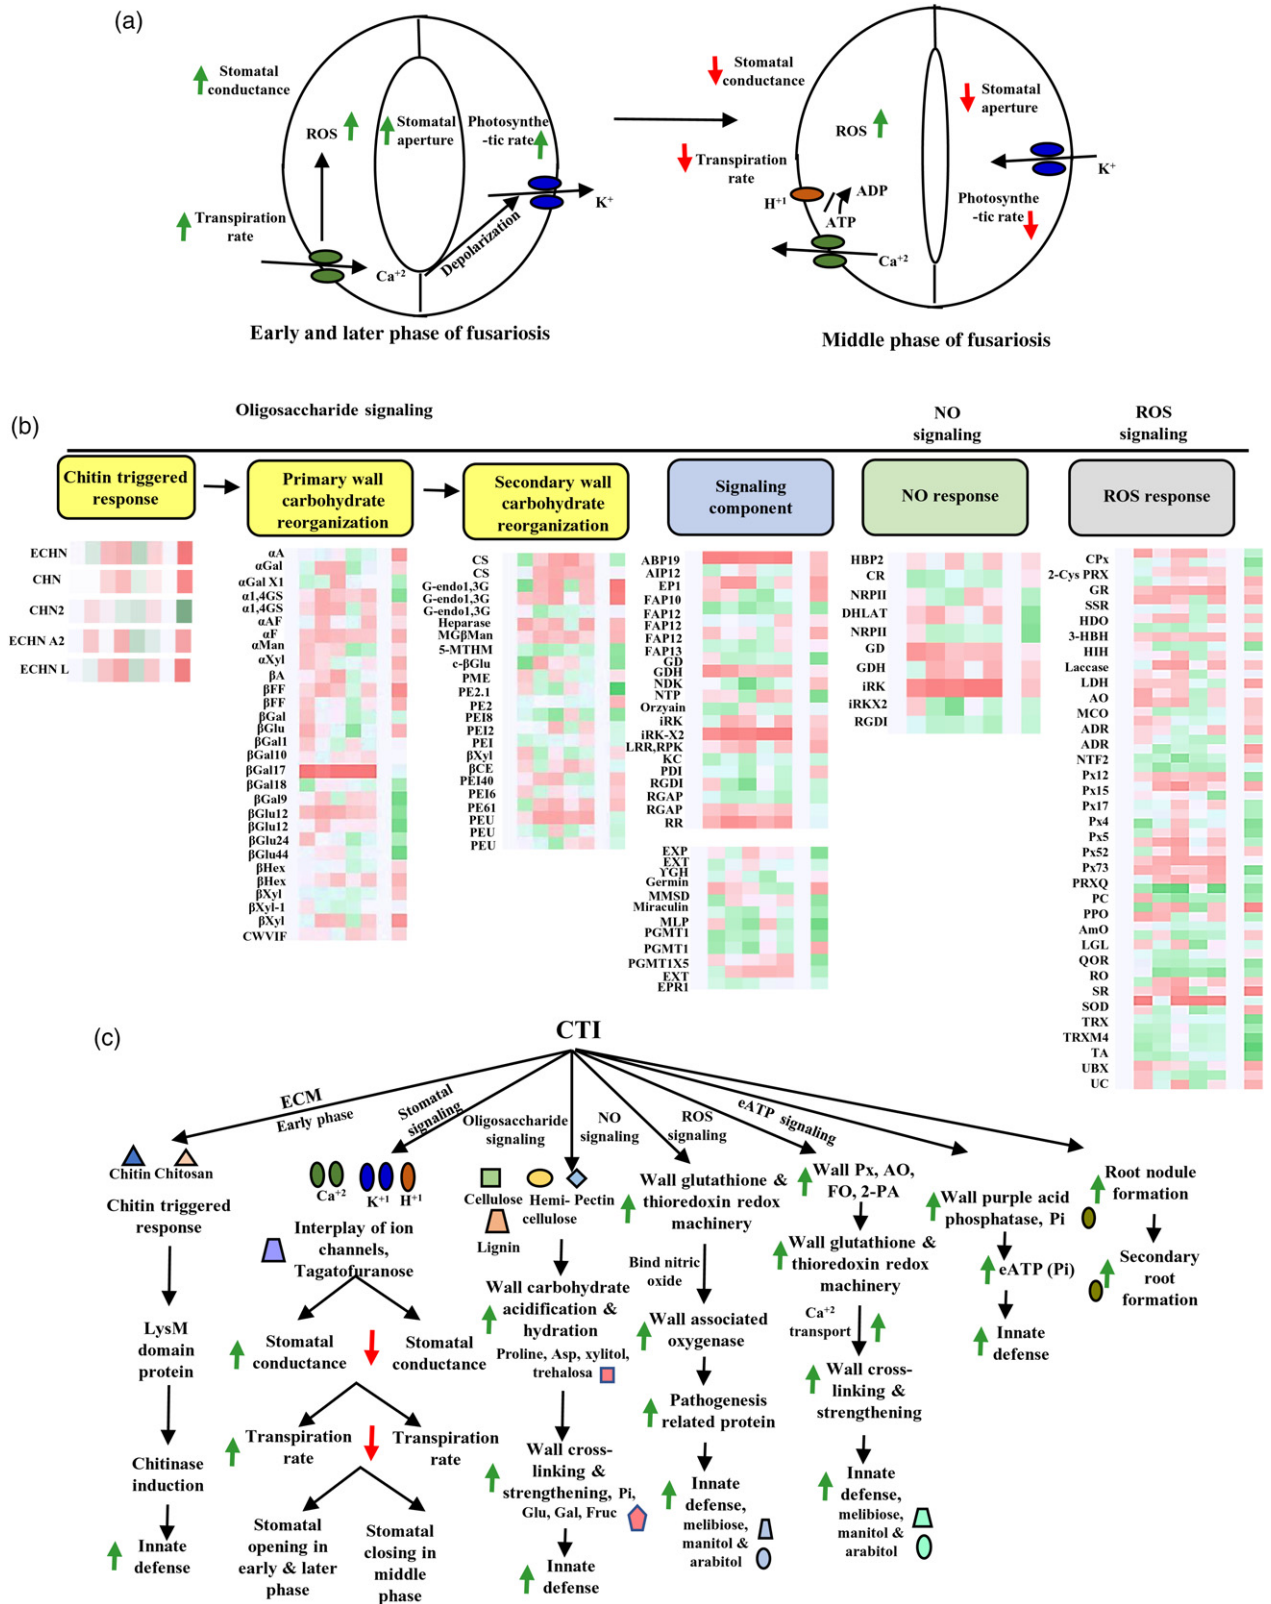 (a)
Stomatal
conductance
ROS
Stomatal
aperture
Photosynthe
-tic rate
Transpiration
rate
Ca+2
Depolarization
K+
Early and later phase of fusariosis
Stomatal
conductance
ROS
Stomatal
aperture
Transpiration
rate
H+1
ADP
ATP
K+
Photosynthe
-tic rate
Ca+2
Middle phase of fusariosis
(b)
Oligosaccharide signaling
NO
signaling
ROS
signaling
Chitin triggered
response
Primary wall
carbohydrate
reorganization
Secondary wall
carbohydrate
reorganization
Signaling
component
NO response
ROS response
ECHN
CHN
CHN2
ECHN A2
ECHN L
αA
αGal
αGal X1
α1,4GS
α1,4GS
αAF
αF
αMan
αXyl
βA
βFF
βFF
βGal
βGlu
βGal1
βGal10
βGal17
βGal18
βGal9
βGlu12
βGlu12
βGlu24
βGlu44
βHex
βHex
βXyl
βXyl-1
βXyl
CWVIF
CS
CS
G-endo1,3G
G-endo1,3G
G-endo1,3G
Heparase
MGβMan
5-MTHM
c-βGlu
PME
PE2.1
PE2
PEI8
PEI2
PEI
βXyl
βCE
PEI40
PEI6
PE61
PEU
PEU
PEU
ABP19
AIP12
EP1
FAP10
FAP12
FAP12
FAP12
FAP13
GD
GDH
NDK
NTP
Orzyain
iRK
iRK-X2
LRR,RPK
KC
PDI
RGDI
RGAP
RGAP
RR
EXP
EXT
YGH
Germin
MMSD
Miraculin
MLP
PGMT1
PGMT1
PGMT1X5
EXT
EPR1
HBP2
CR
NRPII
DHLAT
NRPII
GD
GDH
iRK
iRKX2
RGDI
CPx
2-Cys PRX
GR
SSR
HDO
3-HBH
HIH
Laccase
LDH
AO
MCO
ADR
ADR
NTF2
Px12
Px15
Px17
Px4
Px5
Px52
Px73
PRXQ
PC
PPO
AmO
LGL
QOR
RO
SR
SOD
TRX
TRXM4
TA
UBX
UC
(c)
CTI
ECM
Early phase
Stomatal
signaling
Oligosaccharide
signaling
NO
signaling
ROS
signaling
eATP signaling
Chitin Chitosan
Chitin triggered
response
LysM
domain
protein
Chitinase
induction
Innate
defense
Ca+2
K+1
H+1
Interplay of ion
channels,
Tagatofuranose
Stomatal
conductance
Stomatal
conductance
Transpiration
rate
Transpiration
rate
Stomatal
opening in
early & later
phase
Stomatal
closing in
middle
phase
Cellulose Hemi- Pectin
cellulose
Lignin
Wall carbohydrate
acidification &
hydration
Proline, Asp, xylitol,
trehalosa
Wall cross-
linking &
strengthening, Pi,
Glu, Gal, Fruc
Innate
defense
Wall glutathione
& thioredoxin redox
machinery
Bind nitric
oxide
Wall associated
oxygenase
Pathogenesis
related protein
Innate
defense,
melibiose,
manitol &
arabitol
Wall Px, AO,
FO, 2-PA
Wall glutathione &
thioredoxin redox
machinery
Ca+2
transport
Wall cross-
linking &
strengthening
Innate
defense,
melibiose,
manitol &
arabitol
Wall purple acid
phosphatase, Pi
eATP (Pi)
Innate
defense
Root nodule
formation
Secondary
root
formation